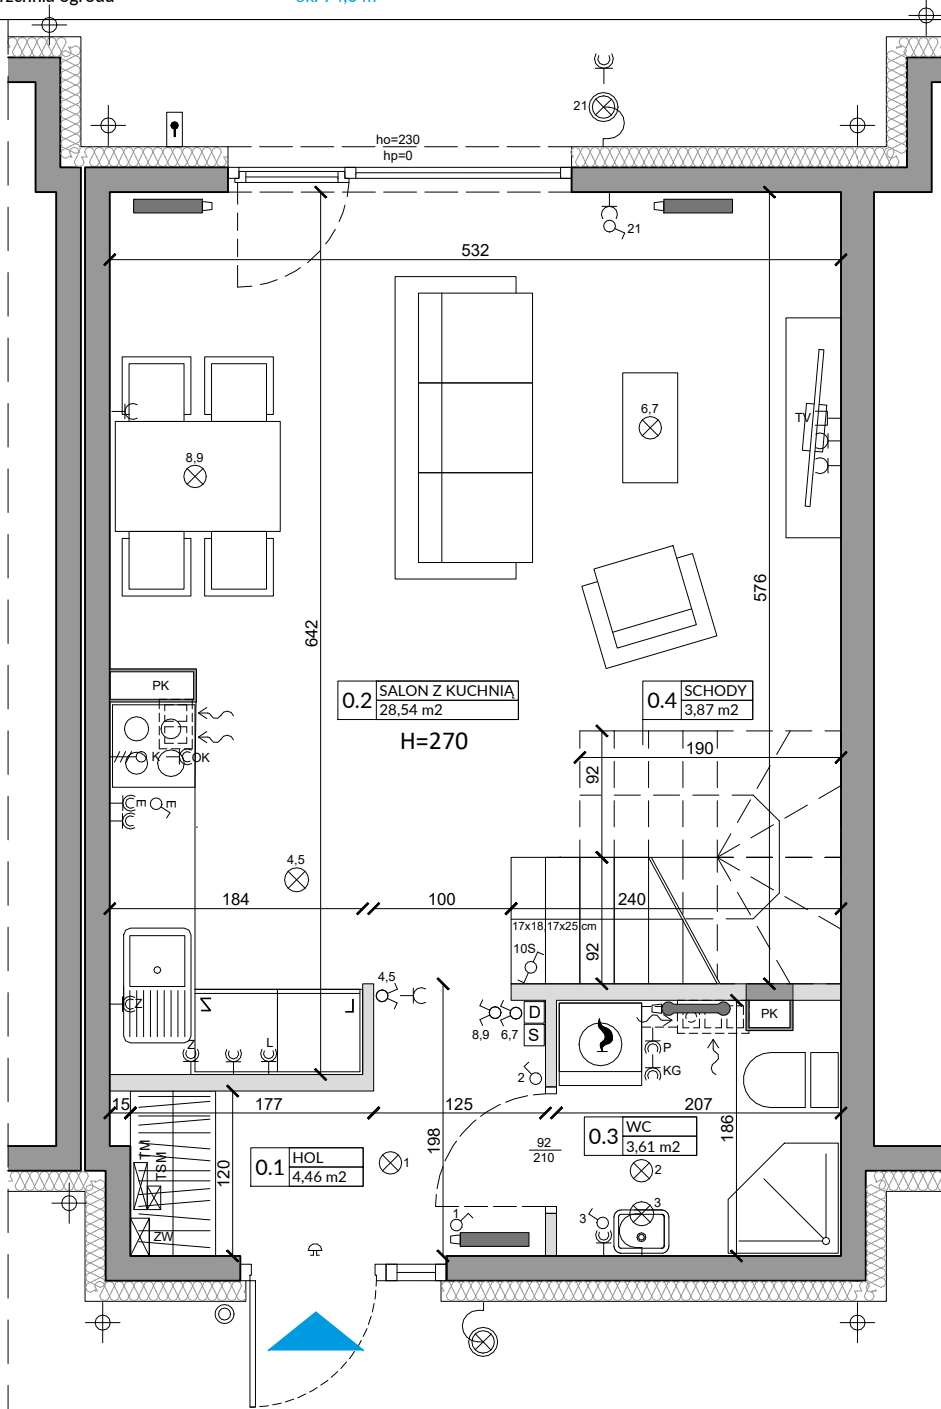 21
ho=230
hp=0
21
532
6,7
TV
8,9
576
642
PK
0.2 SALON Z KUCHNIĄ
28,54 m2
H=270
0.4 SCHODY
3,87 m2
190
92
K
OK
E
E
4,5
184
100
240
17x18,17x25 cm
92
10S
Z
4,5
8,9 6,7
D
S
PK
Z
L
P
KG
2
15
177
125
207
TM
TSM
120
0.1 HOL
4,46 m2
1
198
92
210
0.3 WC
3,61 m2
186
2
ZW
1
3
3